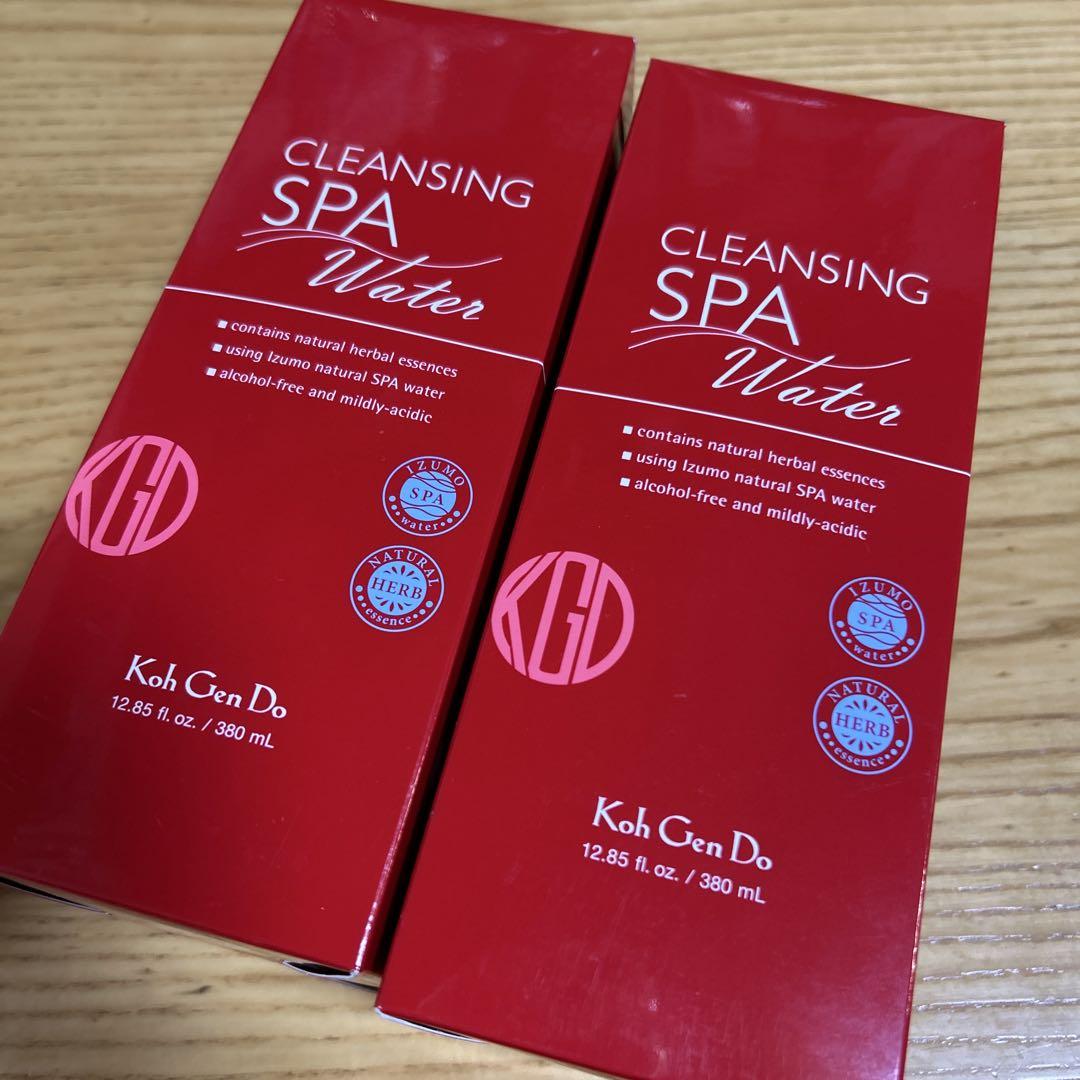 CLEANSING
SPA
Water
contains natural herbal essences
using Izumo natural SPA water
alcohol-free and mildly-acidic
KGD
IZUMO
SPA
water
NATURAL
HERB
essence
Koh Gen Do
12.85 fl. oz. / 380 mL
CLEANSING
SPA
Water
contains natural herbal essences
using Izumo natural SPA water
alcohol-free and mildly-acidic
KGD
IZUMO
SPA
water
NATURAL
HERB
essence
Koh Gen Do
12.85 fl. oz. / 380 mL